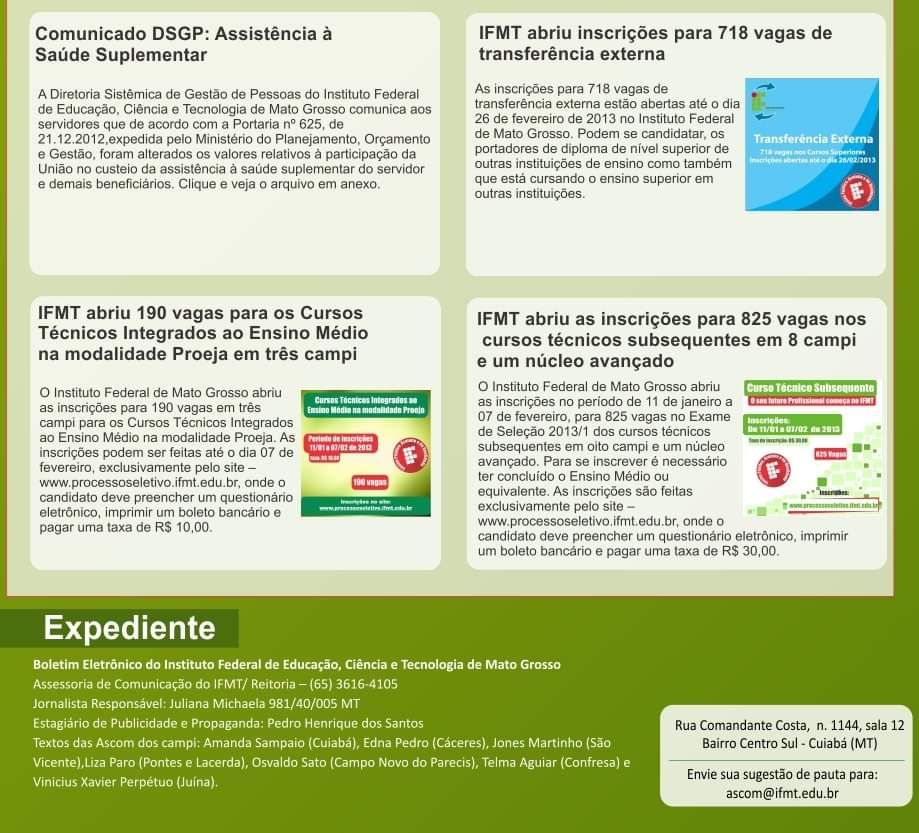 Comunicado DSGP: Assistência à
Saúde Suplementar
A Diretoria Sistêmica de Gestão de Pessoas do Instituto Federal
de Educação, Ciência e Tecnologia de Mato Grosso comunica aos
servidores que de acordo com a Portaria nº 625, de
21.12.2012,expedida pelo Ministério do Planejamento, Orçamento
e Gestão, foram alterados os valores relativos à participação da
União no custeio da assistência à saúde suplementar do servidor
e demais beneficiários. Clique e veja o arquivo em anexo.
IFMT abriu inscrições para 718 vagas de
transferência externa
As inscrições para 718 vagas de
transferência externa estão abertas até o dia
26 de fevereiro de 2013 no Instituto Federal
de Mato Grosso. Podem se candidatar, os
portadores de diploma de nível superior de
outras instituições de ensino como também
que está cursando o ensino superior em
outras instituições.
Transferência Externa
718 vagas nos Cursos Superiores
Inscrições abertas até o dia 26/02/2013
IFMT abriu 190 vagas para os Cursos
Técnicos Integrados ao Ensino Médio
na modalidade Proeja em três campi
O Instituto Federal de Mato Grosso abriu
as inscrições para 190 vagas em três
campi para os Cursos Técnicos Integrados
ao Ensino Médio na modalidade Proeja. As
inscrições podem ser feitas até o dia 07 de
fevereiro, exclusivamente pelo site –
www.processoseletivo.ifmt.edu.br, onde o
candidato deve preencher um questionário
eletrônico, imprimir um boleto bancário e
pagar uma taxa de R$ 10,00.
Cursos Técnicos Integrados ao
Ensino Médio na modalidade Proeja
Período de inscrições
11/01 a 07/02 de 2013
taxa: R$ 10,00
190 vagas
Inscrições no site:
www.processoseletivo.ifmt.edu.br
IFMT abriu as inscrições para 825 vagas nos
cursos técnicos subsequentes em 8 campi
e um núcleo avançado
O Instituto Federal de Mato Grosso abriu
as inscrições no período de 11 de janeiro a
07 de fevereiro, para 825 vagas no Exame
de Seleção 2013/1 dos cursos técnicos
subsequentes em oito campi e um núcleo
avançado. Para se inscrever é necessário
ter concluído o Ensino Médio ou
equivalente. As inscrições são feitas
exclusivamente pelo site –
www.processoseletivo.ifmt.edu.br, onde o
candidato deve preencher um questionário eletrônico, imprimir
um boleto bancário e pagar uma taxa de R$ 30,00.
Curso Técnico Subsequente
O seu futuro Profissional começa no IFMT
Inscrições:
De 11/01 a 07/02 de 2013
Taxa de inscrição: R$ 30,00
825 Vagas
Inscrições:
www.processoseletivo.ifmt.edu.br
Expediente
Boletim Eletrônico do Instituto Federal de Educação, Ciência e Tecnologia de Mato Grosso
Assessoria de Comunicação do IFMT/ Reitoria – (65) 3616-4105
Jornalista Responsável: Juliana Michaela 981/40/005 MT
Estagiário de Publicidade e Propaganda: Pedro Henrique dos Santos
Textos das Ascom dos campi: Amanda Sampaio (Cuiabá), Edna Pedro (Cáceres), Jones Martinho (São
Vicente),Liza Paro (Pontes e Lacerda), Osvaldo Sato (Campo Novo do Parecis), Telma Aguiar (Confresa) e
Vinicius Xavier Perpétuo (Juína).
Rua Comandante Costa, n. 1144, sala 12
Bairro Centro Sul - Cuiabá (MT)
Envie sua sugestão de pauta para:
ascom@ifmt.edu.br